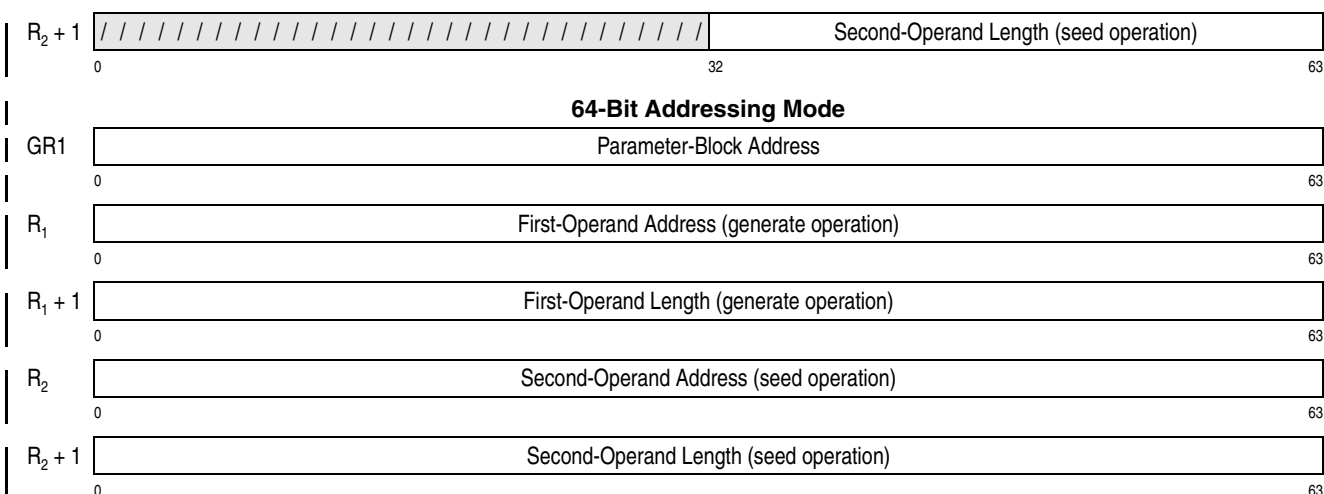 R2 + 1 / / / / / / / / / / / / / / / / / / / / / / / / / / / / / / / / Second-Operand Length (seed operation)
0 32 63
64-Bit Addressing Mode
GR1 Parameter-Block Address
0 63
R1 First-Operand Address (generate operation)
0 63
R1 + 1 First-Operand Length (generate operation)
0 63
R2 Second-Operand Address (seed operation)
0 63
R2 + 1 Second-Operand Length (seed operation)
0 63